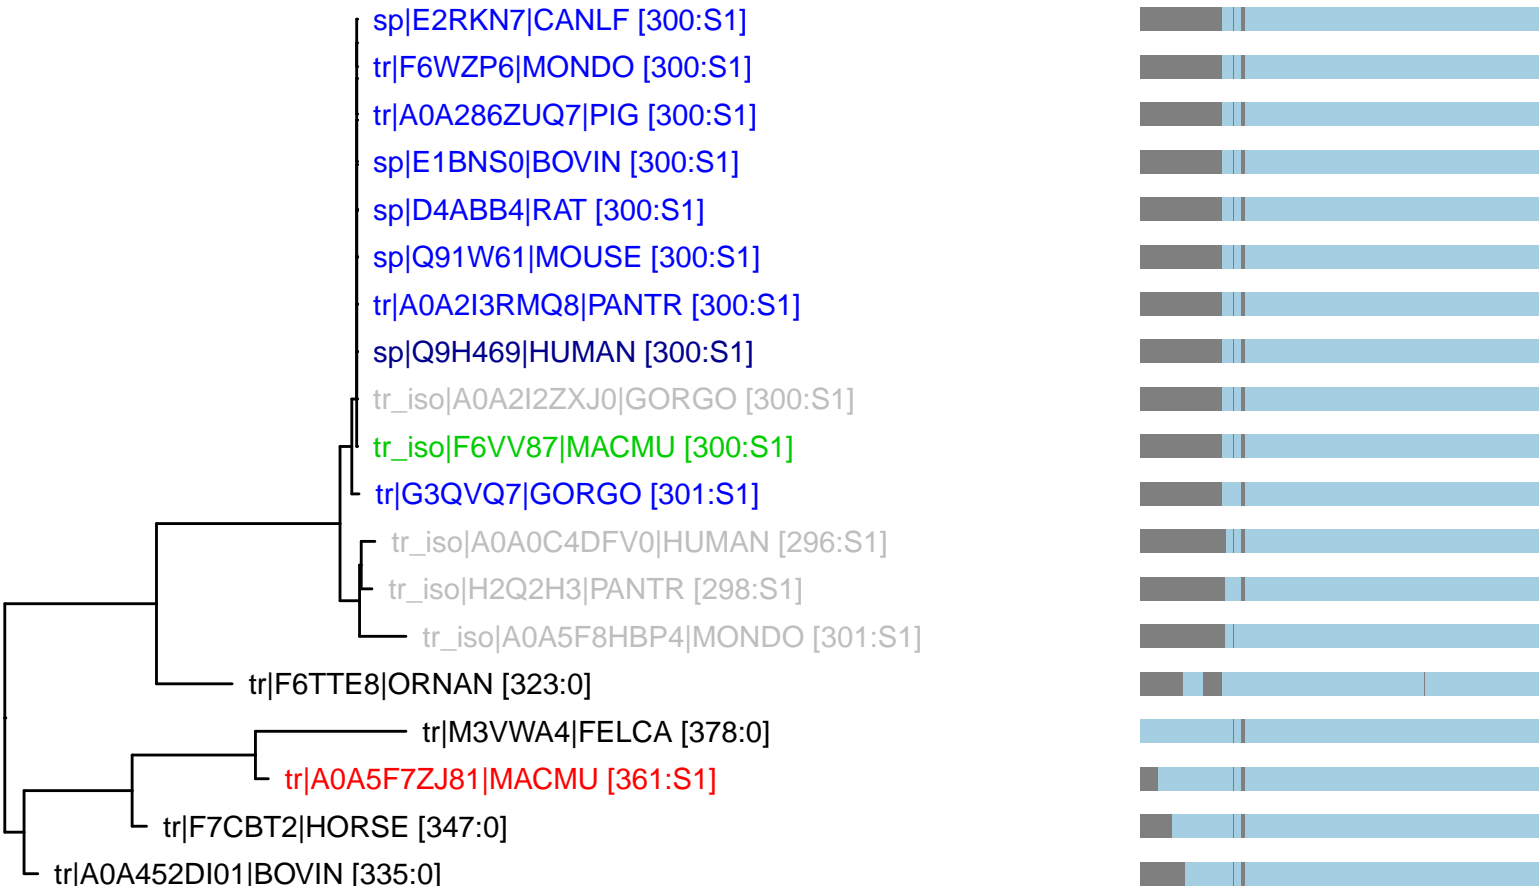 sp|E2RKN7|CANLF [300:S1]
tr|F6WZP6|MONDO [300:S1]
tr|A0A286ZUQ7|PIG [300:S1]
sp|E1BNS0|BOVIN [300:S1]
sp|D4ABB4|RAT [300:S1]
sp|Q91W61|MOUSE [300:S1]
tr|A0A2I3RMQ8|PANTR [300:S1]
sp|Q9H469|HUMAN [300:S1]
tr_iso|A0A2I2ZXJ0|GORGO [300:S1]
tr_iso|F6VV87|MACMU [300:S1]
tr|G3QVQ7|GORGO [301:S1]
tr_iso|A0A0C4DFV0|HUMAN [296:S1]
tr_iso|H2Q2H3|PANTR [298:S1]
tr_iso|A0A5F8HBP4|MONDO [301:S1]
tr|F6TTE8|ORNAN [323:0]
tr|M3VWA4|FELCA [378:0]
tr|A0A5F7ZJ81|MACMU [361:S1]
tr|F7CBT2|HORSE [347:0]
tr|A0A452DI01|BOVIN [335:0]